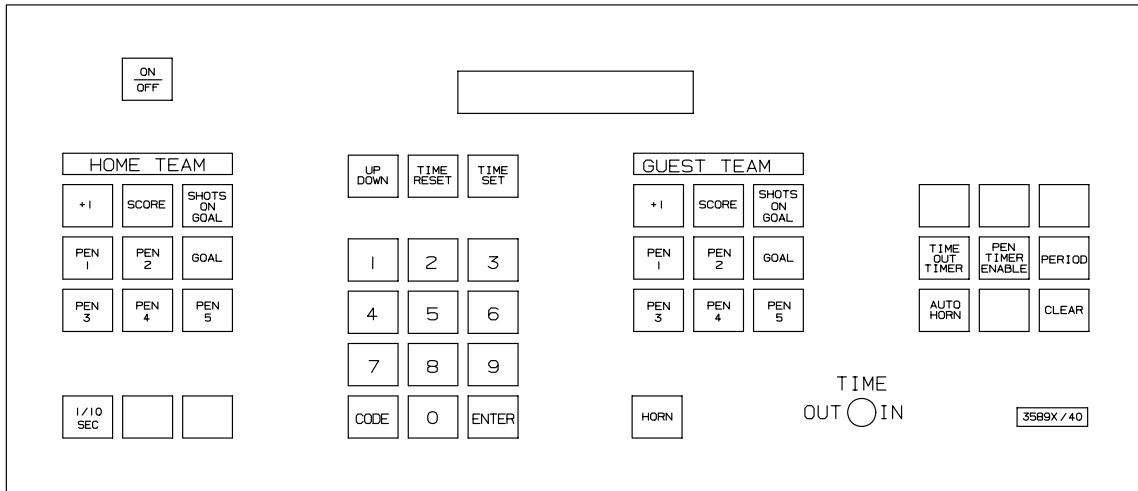 ON
OFF
HOME TEAM
+1
SCORE
SHOTS
ON
GOAL
PEN
1
PEN
2
GOAL
PEN
3
PEN
4
PEN
5
1/10
SEC
UP
DOWN
TIME
RESET
TIME
SET
1
2
3
4
5
6
7
8
9
CODE
0
ENTER
GUEST TEAM
+1
SCORE
SHOTS
ON
GOAL
PEN
1
PEN
2
GOAL
PEN
3
PEN
4
PEN
5
HORN
TIME
OUT
TIMER
PEN
TIMER
ENABLE
PERIOD
AUTO
HORN
CLEAR
TIME
OUT IN
3589X/40